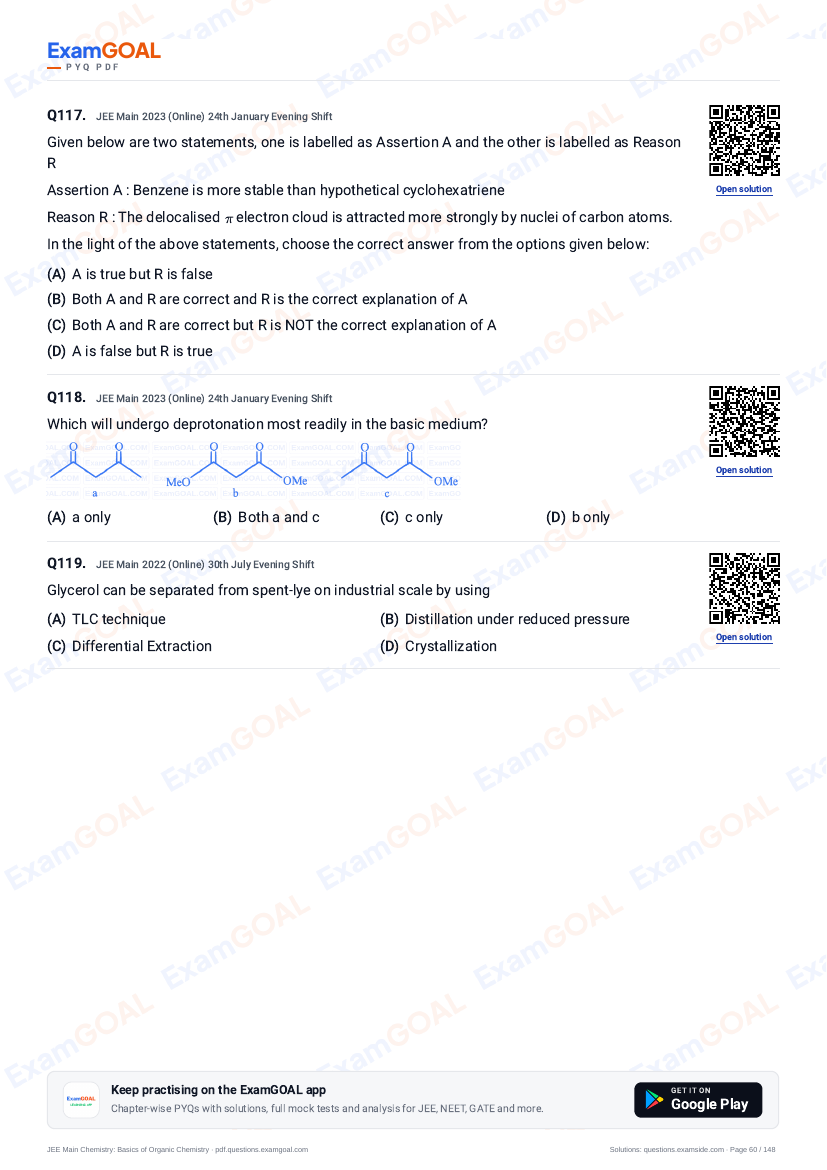 ExamGOAL
PYQ PDF
Q117. JEE Main 2023 (Online) 24th January Evening Shift
Given below are two statements, one is labelled as Assertion A and the other is labelled as Reason
R
Assertion A : Benzene is more stable than hypothetical cyclohexatriene
Reason R : The delocalised π electron cloud is attracted more strongly by nuclei of carbon atoms.
In the light of the above statements, choose the correct answer from the options given below:
(A) A is true but R is false
(B) Both A and R are correct and R is the correct explanation of A
(C) Both A and R are correct but R is NOT the correct explanation of A
(D) A is false but R is true
Open solution
Q118. JEE Main 2023 (Online) 24th January Evening Shift
Which will undergo deprotonation most readily in the basic medium?
O O O O O O
MeO OMe OMe
a b c
(A) a only (B) Both a and c (C) c only (D) b only
Open solution
Q119. JEE Main 2022 (Online) 30th July Evening Shift
Glycerol can be separated from spent-lye on industrial scale by using
(A) TLC technique (B) Distillation under reduced pressure
(C) Differential Extraction (D) Crystallization
Open solution
ExamGOAL
Keep practising on the ExamGOAL app
Chapter-wise PYQs with solutions, full mock tests and analysis for JEE, NEET, GATE and more.
GET IT ON
Google Play
JEE Main Chemistry: Basics of Organic Chemistry · pdf.questions.examgoal.com
Solutions: questions.examside.com · Page 60 / 148